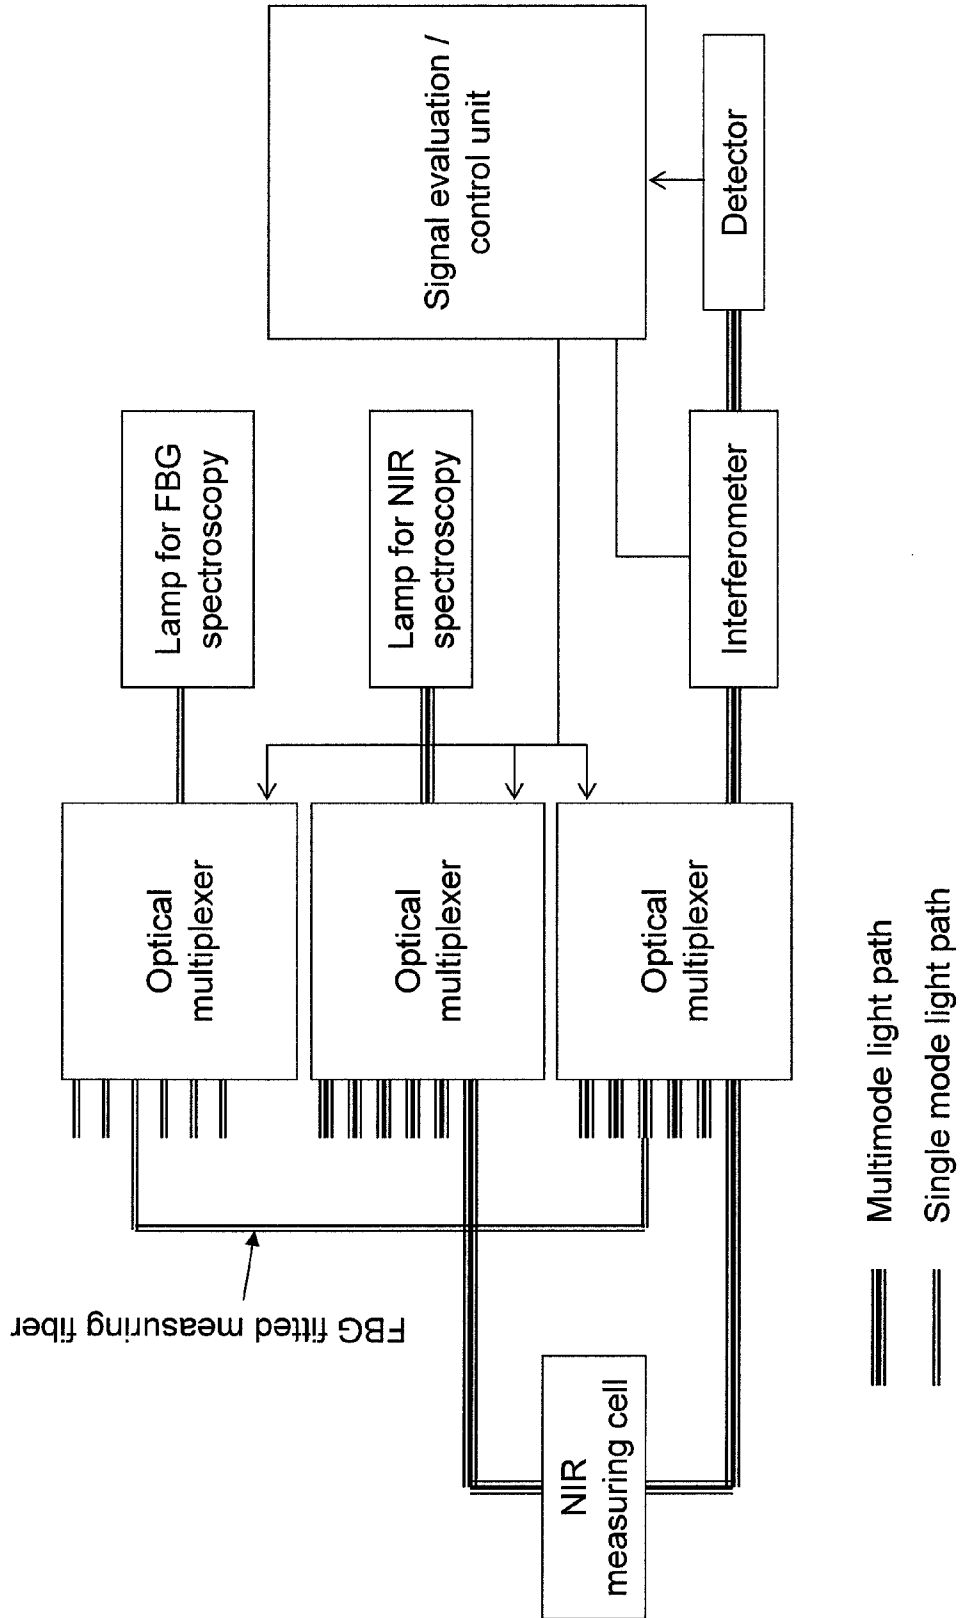 Lamp for FBG
spectroscopy
Lamp for NIR
spectroscopy
Signal evaluation /
control unit
Optical
multiplexer
Optical
multiplexer
Optical
multiplexer
Interferometer
Detector
FBG fitted measuring fiber
NIR
measuring cell
Multimode light path
Single mode light path